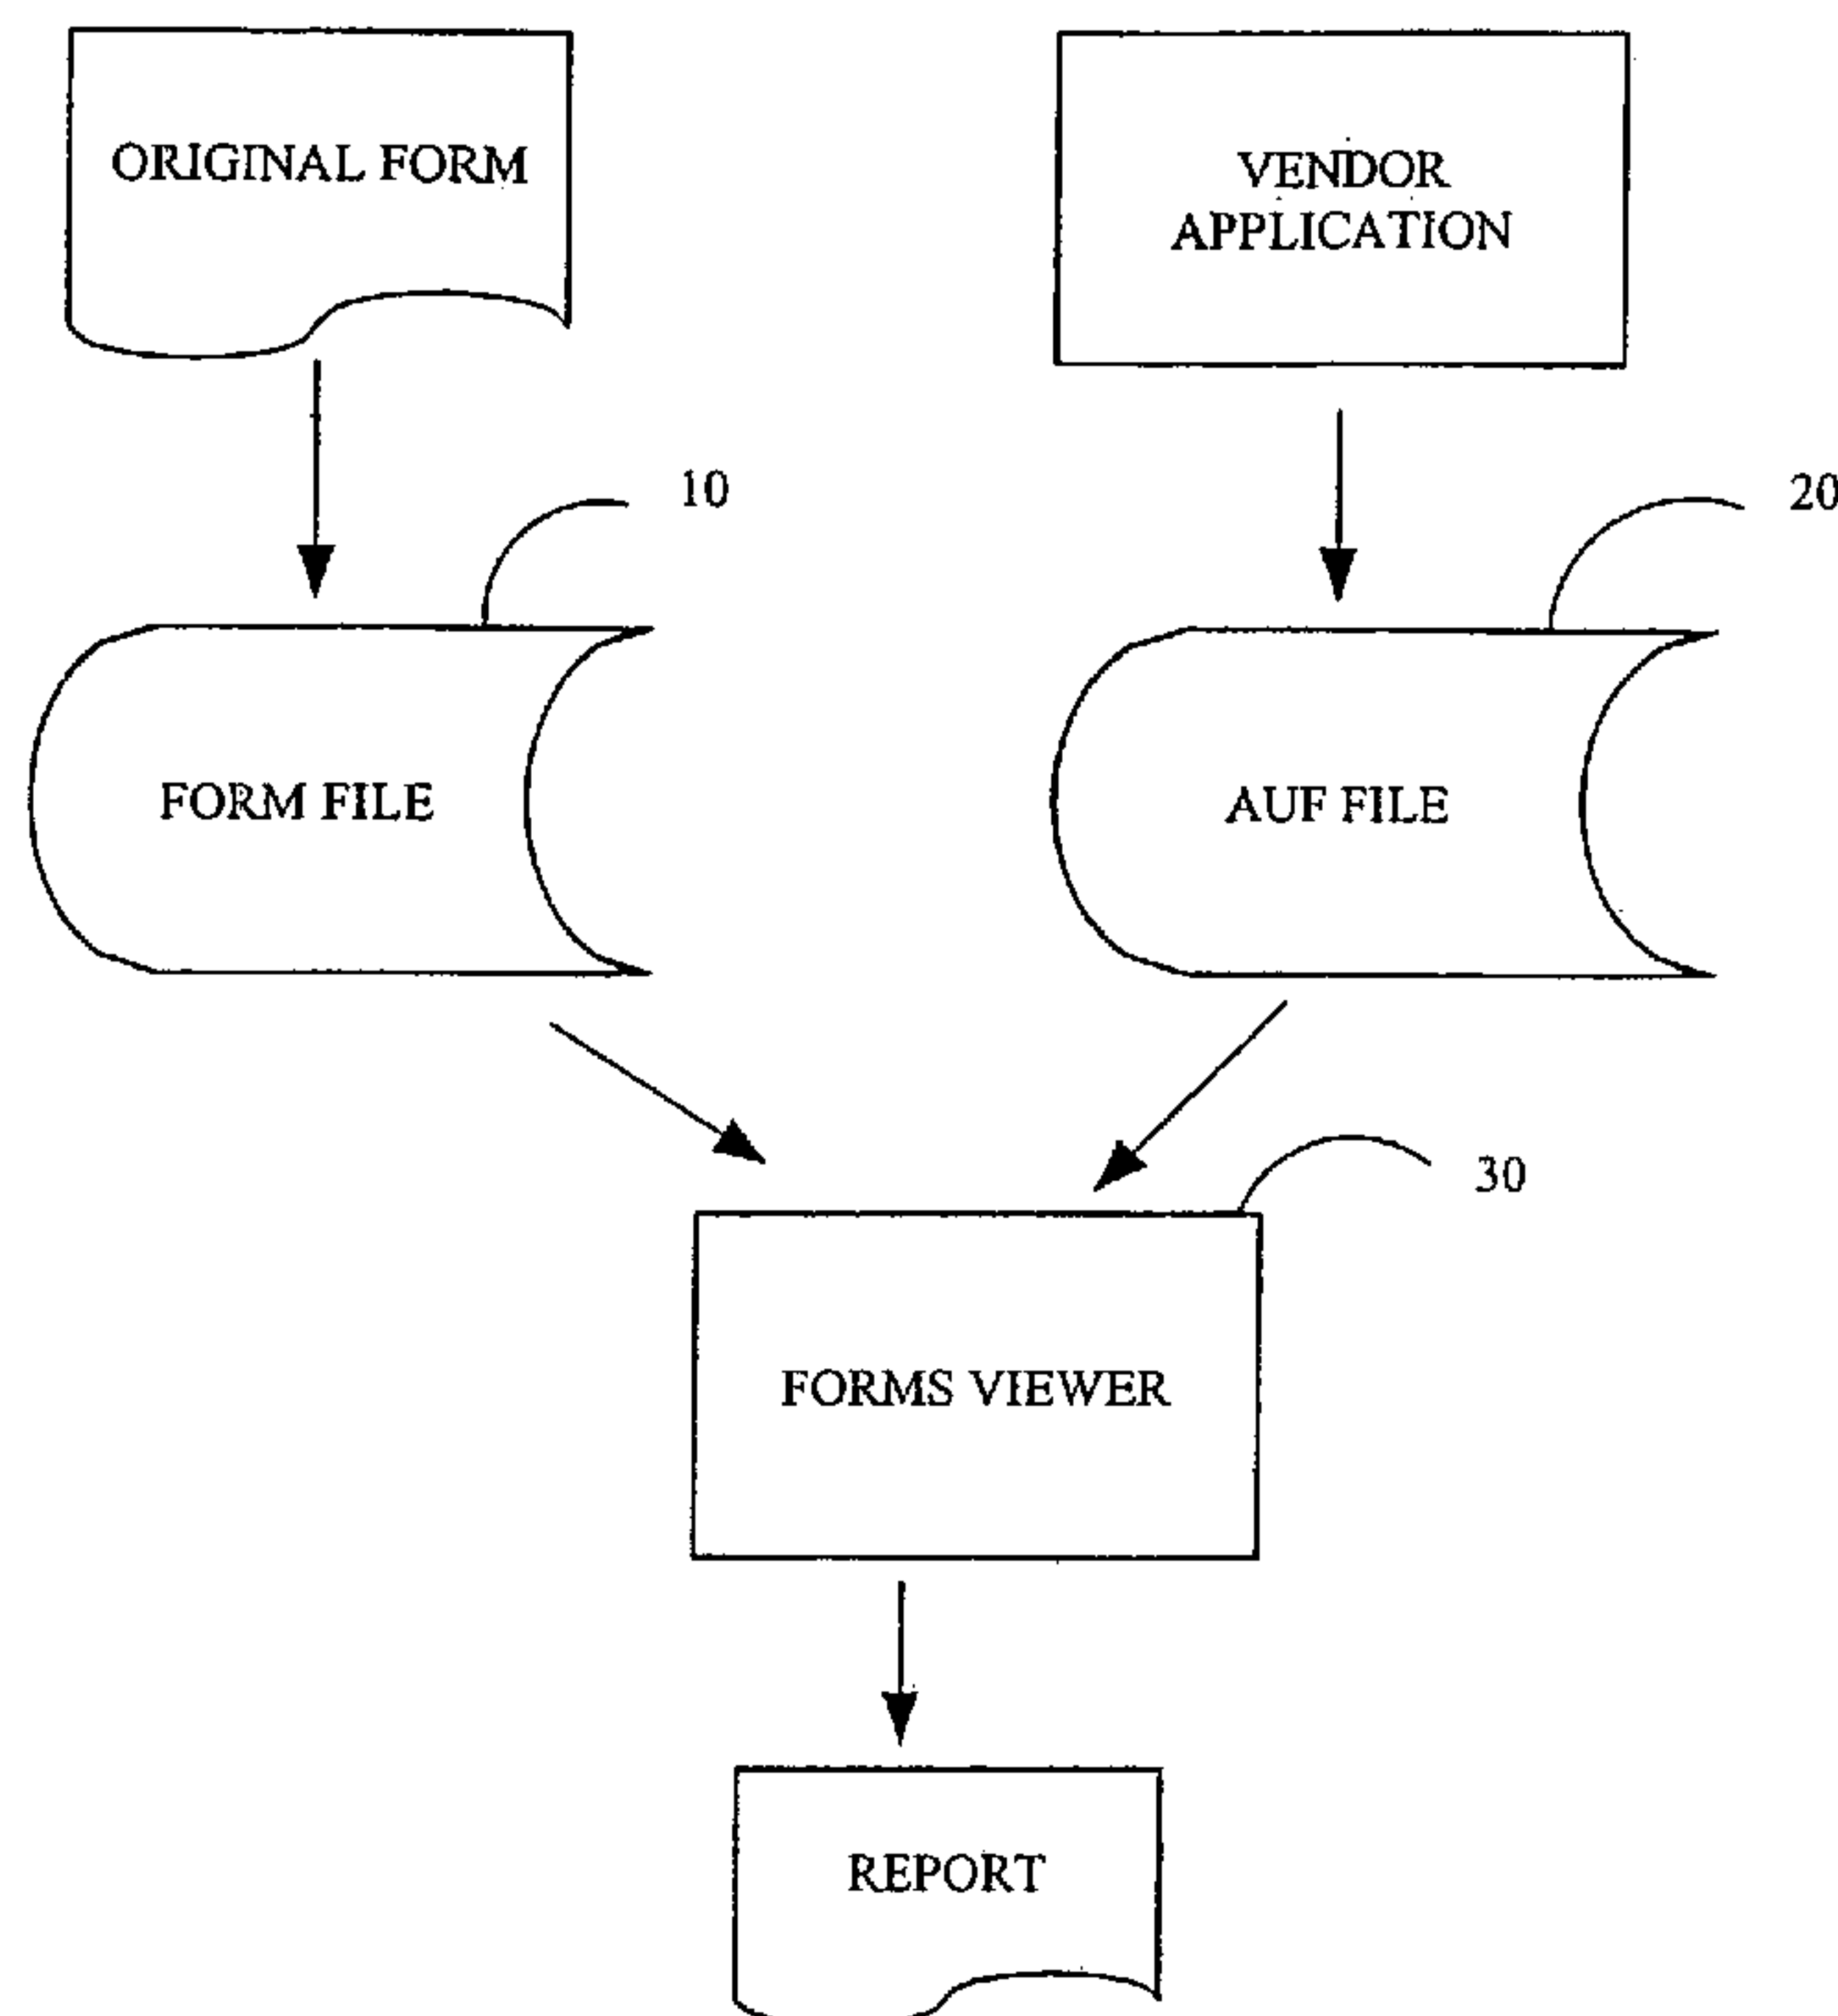 ORIGINAL FORM
VENDOR
APPLICATION
10
20
FORM FILE
AUF FILE
30
FORMS VIEWER
REPORT